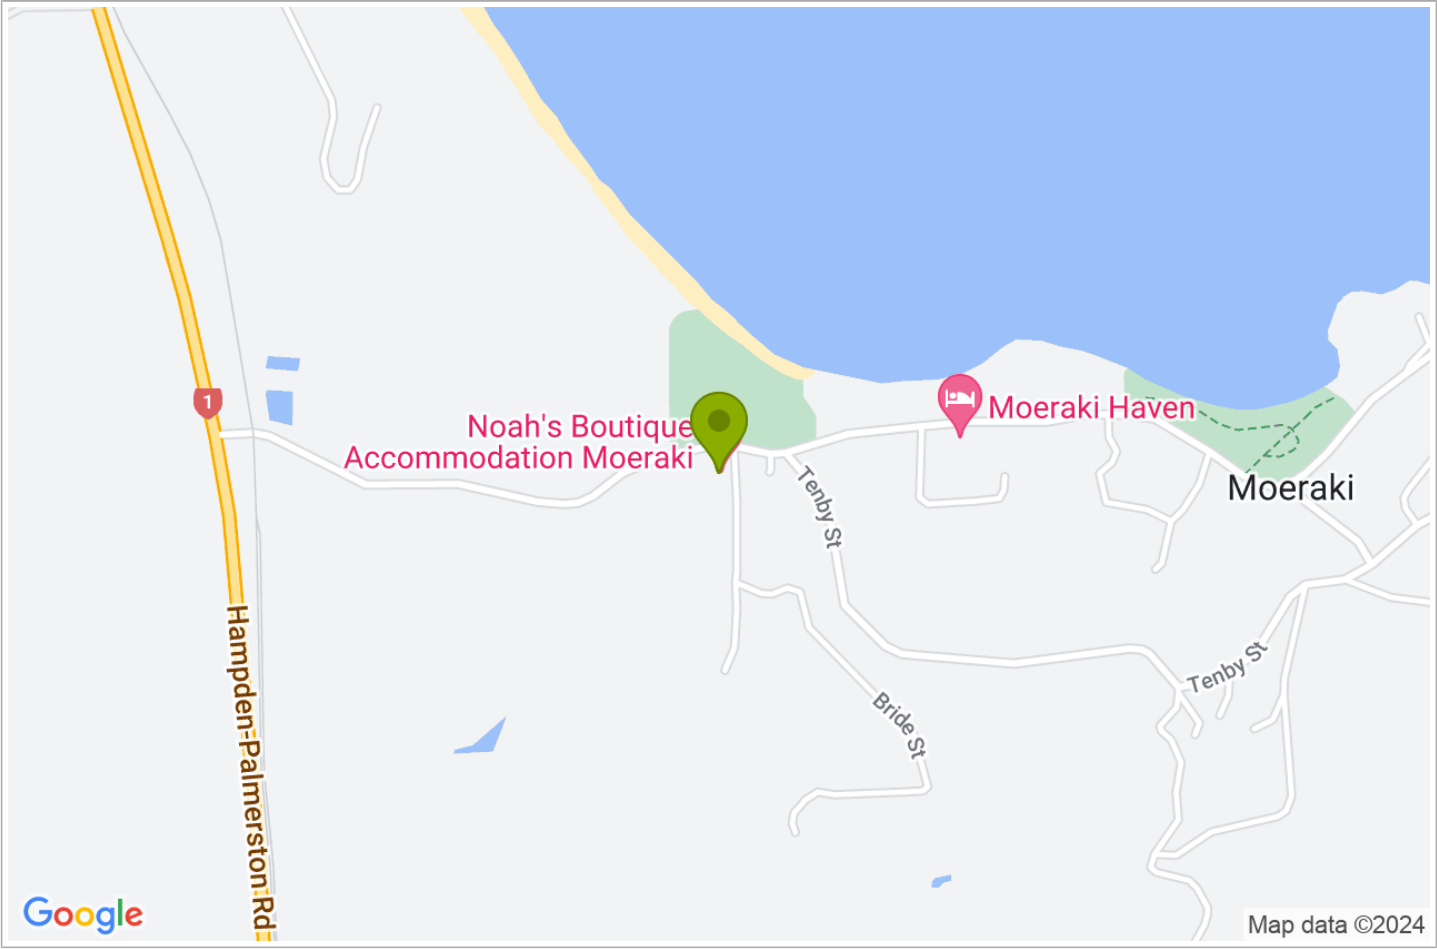 1
Noah's Boutique
Accommodation Moeraki
Moeraki Haven
Moeraki
Tenby St
Hampden-Palmerston Rd
Tenby St
Bride St
Google
Map data ©2024